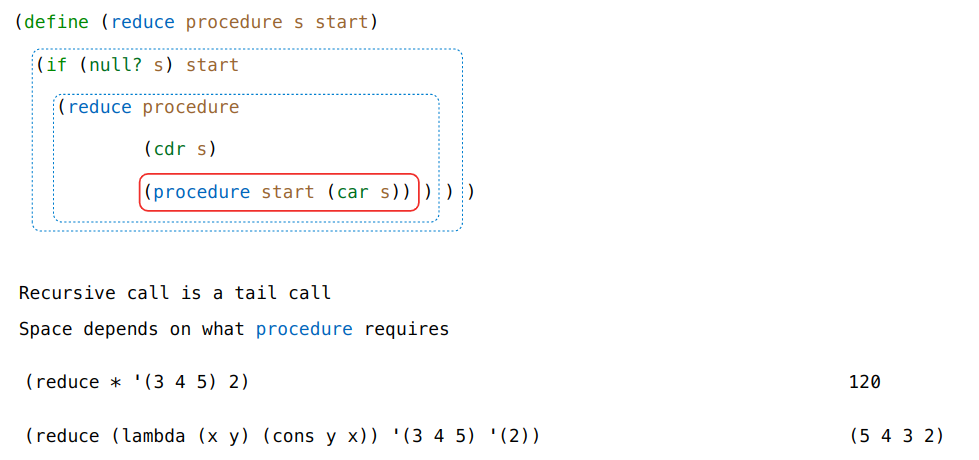 (define (reduce procedure s start)
(if (null? s) start
(reduce procedure
(cdr s)
(procedure start (car s)) ) ) )
Recursive call is a tail call
Space depends on what procedure requires
(reduce * '(3 4 5) 2) 120
(reduce (lambda (x y) (cons y x)) '(3 4 5) '(2)) (5 4 3 2)